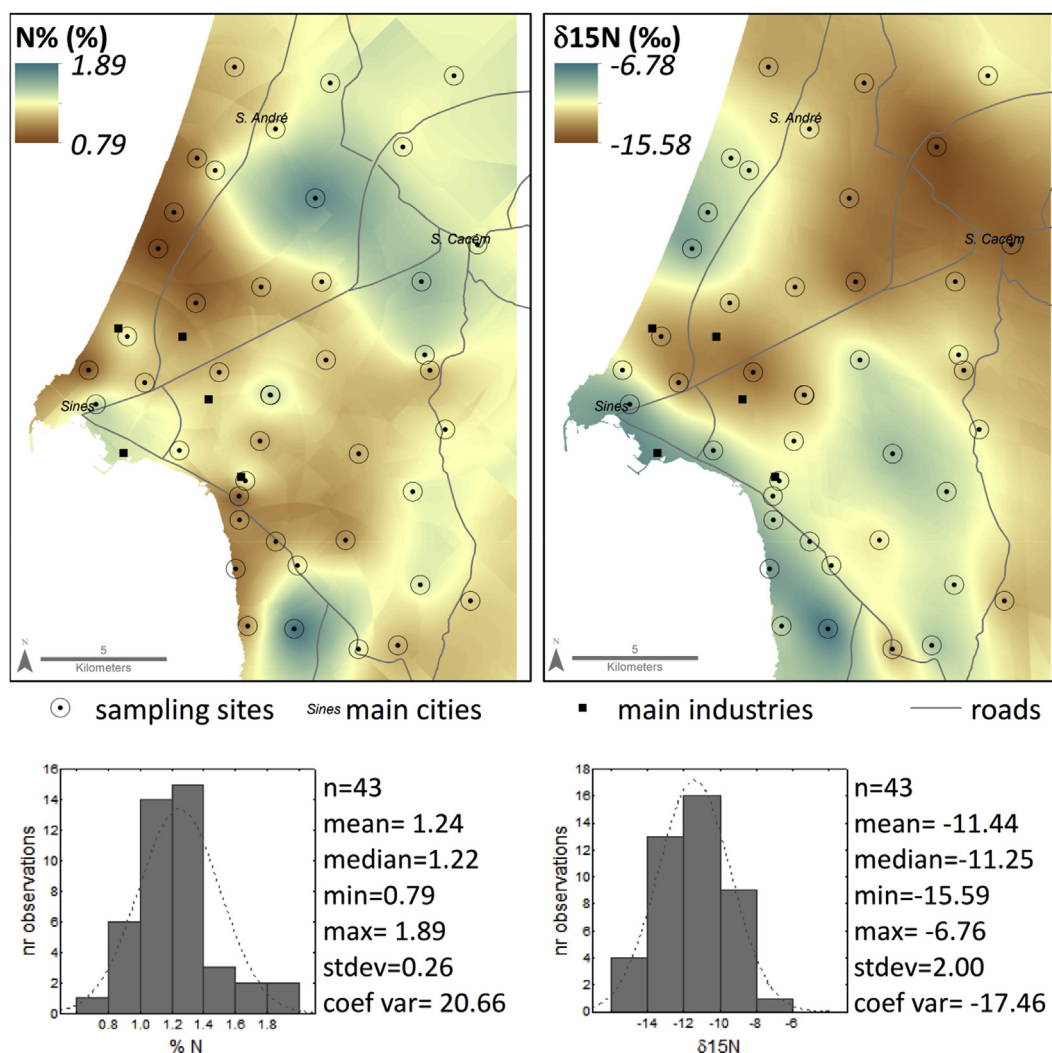 N% (%)
1.89
0.79
S. André
S. Cacém
Sines
N
5
Kilometers
δ15N (‰)
-6.78
-15.58
S. André
S. Cacém
Sines
N
5
Kilometers
sampling sites
Sines main cities
main industries
roads
16
14
12
10
8
6
4
2
0
nr observations
0.8 1.0 1.2 1.4 1.6 1.8
% N
n=43
mean= 1.24
median=1.22
min=0.79
max= 1.89
stdev=0.26
coef var= 20.66
18
16
14
12
10
8
6
4
2
0
nr observations
-14 -12 -10 -8 -6
δ15N
n=43
mean= -11.44
median=-11.25
min=-15.59
max= -6.76
stdev=2.00
coef var= -17.46